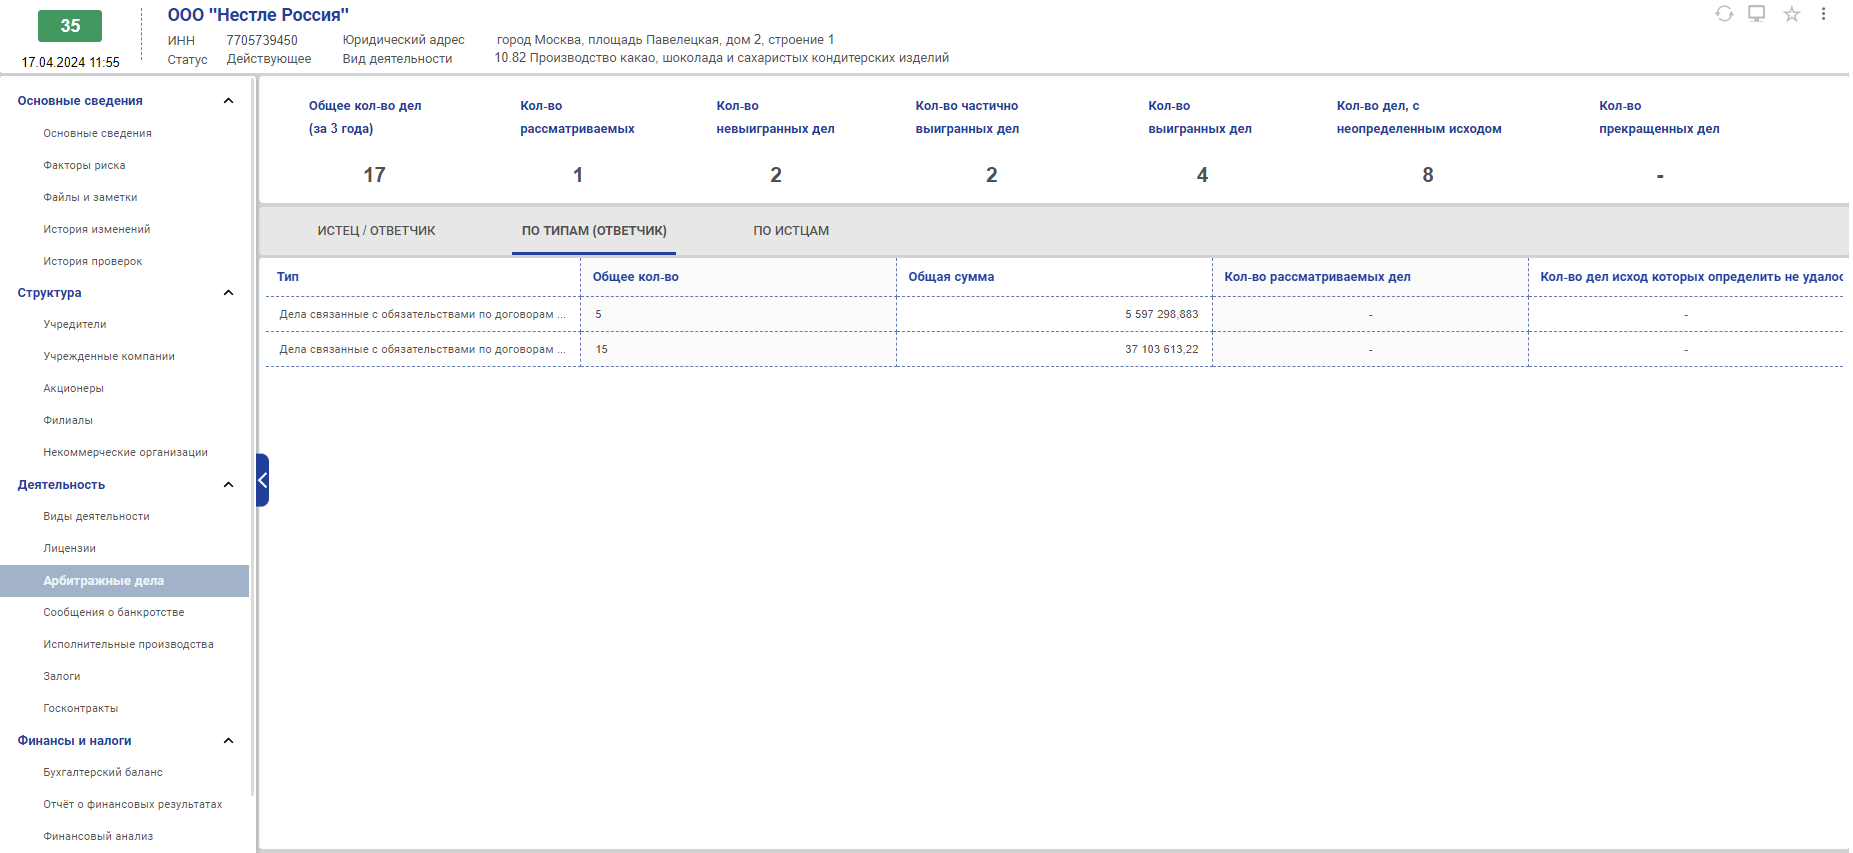 35
17.04.2024 11:55
ООО "Нестле Россия"
ИНН 7705739450 Юридический адрес город Москва, площадь Павелецкая, дом 2, строение 1
Статус Действующее Вид деятельности 10.82 Производство какао, шоколада и сахаристых кондитерских изделий
Основные сведения
Основные сведения
Факторы риска
Файлы и заметки
История изменений
История проверок
Структура
Учредители
Учрежденные компании
Акционеры
Филиалы
Некоммерческие организации
Деятельность
Виды деятельности
Лицензии
Арбитражные дела
Сообщения о банкротстве
Исполнительные производства
Залоги
Госконтракты
Финансы и налоги
Бухгалтерский баланс
Отчёт о финансовых результатах
Финансовый анализ
Общее кол-во дел
(за 3 года)
17
Кол-во
рассматриваемых
1
Кол-во
невыигранных дел
2
Кол-во частично
выигранных дел
2
Кол-во
выигранных дел
4
Кол-во дел, с
неопределенным исходом
8
Кол-во
прекращенных дел
-
ИСТЕЦ / ОТВЕТЧИК ПО ТИПАМ (ОТВЕТЧИК) ПО ИСТЦАМ
Тип Общее кол-во Общая сумма Кол-во рассматриваемых дел Кол-во дел исход которых определить не удалос
Дела связанные с обязательствами по договорам ... 5 5 597 298,883 - -
Дела связанные с обязательствами по договорам ... 15 37 103 613,22 - -